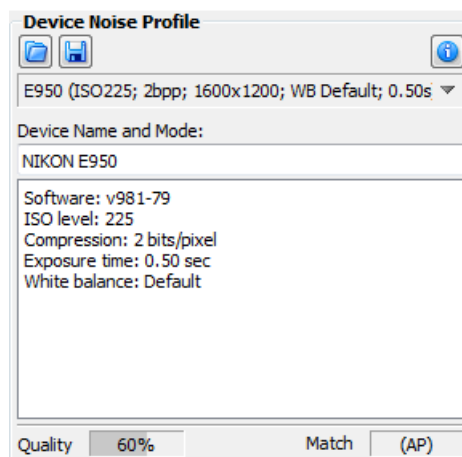 Device Noise Profile
E950 (ISO225; 2bpp; 1600x1200; WB Default; 0.50s
Device Name and Mode:
NIKON E950
Software: v981-79
ISO level: 225
Compression: 2 bits/pixel
Exposure time: 0.50 sec
White balance: Default
Quality 60% Match (AP)